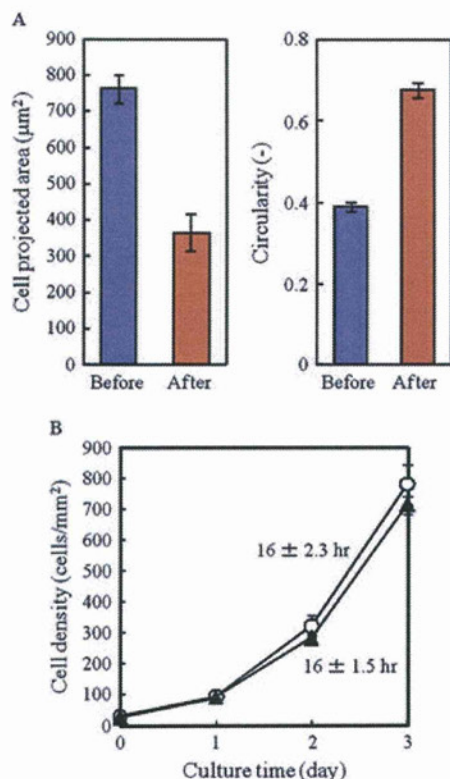 A
Cell projected area (μm²)
900
800
700
600
500
400
300
200
100
0
Before After
Circularity (-)
0.8
0.6
0.4
0.2
0
Before After
B
Cell density (cells/mm²)
900
800
700
600
500
400
300
200
100
0
16 ± 2.3 hr
16 ± 1.5 hr
0 1 2 3
Culture time (day)